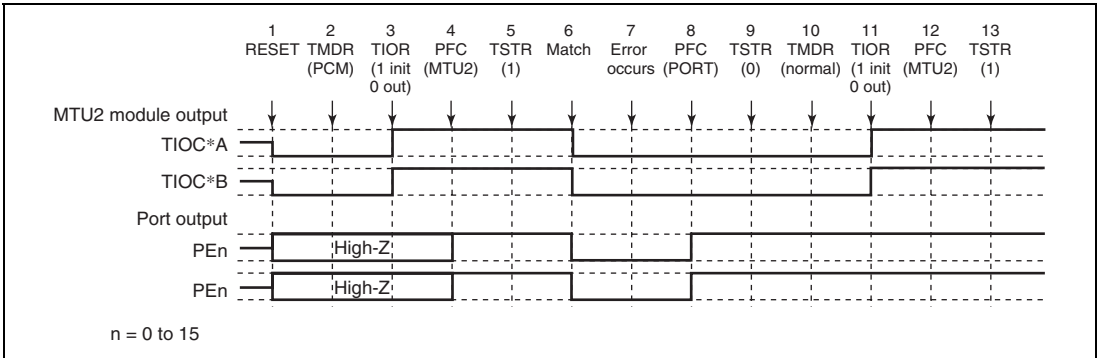 1 2 3 4 5 6 7 8 9 10 11 12 13
RESET TMDR TIOR PFC TSTR Match Error PFC TSTR TMDR TIOR PFC TSTR
(PCM) (1 init (MTU2) (1) occurs (PORT) (0) (normal) (1 init (MTU2) (1)
0 out) 0 out)
MTU2 module output
TIOC*A
TIOC*B
Port output
PEn High-Z
PEn High-Z
n = 0 to 15